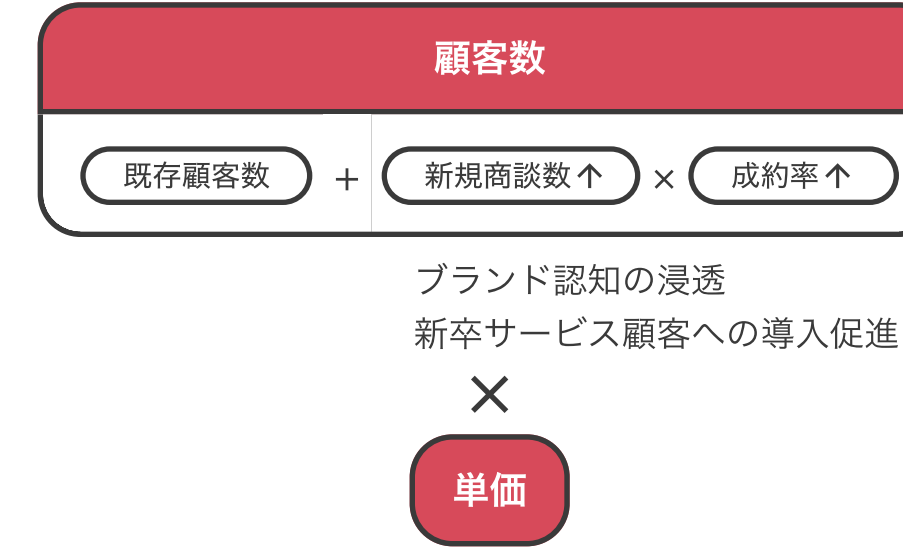 顧客数
既存顧客数 + 新規商談数↑ × 成約率↑
ブランド認知の浸透
新卒サービス顧客への導入促進
×
単価